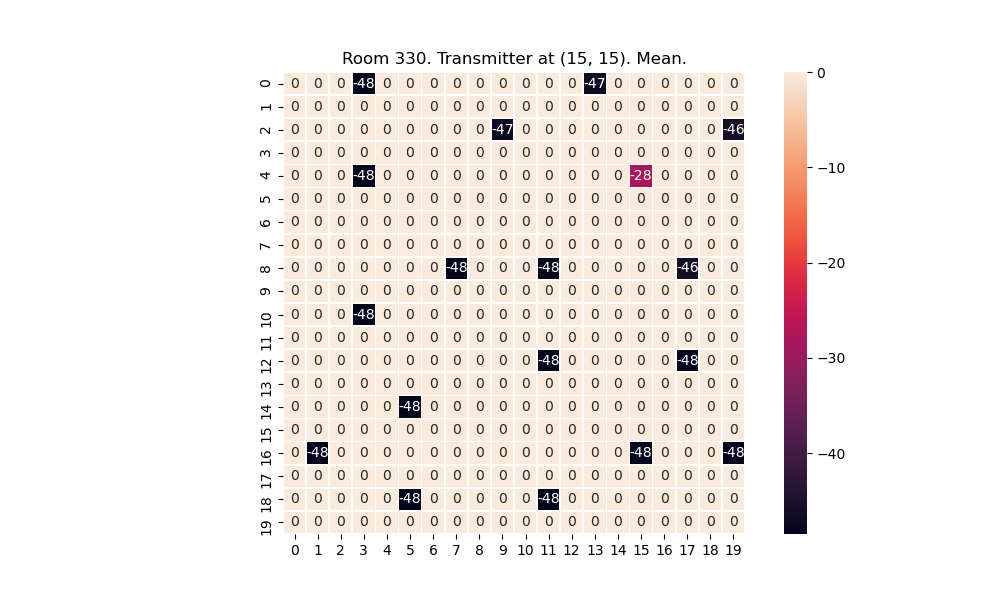 Room 330. Transmitter at (15, 15). Mean.
0 0 0 0 -48 0 0 0 0 0 0 0 0 0 -47 0 0 0 0 0 0 0
1 0 0 0 0 0 0 0 0 0 0 0 0 0 0 0 0 0 0 0 0
2 0 0 0 0 0 0 0 0 0 -47 0 0 0 0 0 0 0 0 0 -46
3 0 0 0 0 0 0 0 0 0 0 0 0 0 0 0 0 0 0 0 0
4 0 0 0 -48 0 0 0 0 0 0 0 0 0 0 0 -28 0 0 0 0
5 0 0 0 0 0 0 0 0 0 0 0 0 0 0 0 0 0 0 0 0
6 0 0 0 0 0 0 0 0 0 0 0 0 0 0 0 0 0 0 0 0
7 0 0 0 0 0 0 0 0 0 0 0 0 0 0 0 0 0 0 0 0
8 0 0 0 0 0 0 0 -48 0 0 0 -48 0 0 0 0 0 -46 0 0
9 0 0 0 0 0 0 0 0 0 0 0 0 0 0 0 0 0 0 0 0
10 0 0 0 -48 0 0 0 0 0 0 0 0 0 0 0 0 0 0 0 0
11 0 0 0 0 0 0 0 0 0 0 0 0 0 0 0 0 0 0 0 0
12 0 0 0 0 0 0 0 0 0 0 0 -48 0 0 0 0 0 -48 0 0
13 0 0 0 0 0 0 0 0 0 0 0 0 0 0 0 0 0 0 0 0
14 0 0 0 0 0 -48 0 0 0 0 0 0 0 0 0 0 0 0 0 0
15 0 0 0 0 0 0 0 0 0 0 0 0 0 0 0 0 0 0 0 0
16 0 -48 0 0 0 0 0 0 0 0 0 0 0 0 0 -48 0 0 0 -48
17 0 0 0 0 0 0 0 0 0 0 0 0 0 0 0 0 0 0 0 0
18 0 0 0 0 0 -48 0 0 0 0 0 -48 0 0 0 0 0 0 0 0
19 0 0 0 0 0 0 0 0 0 0 0 0 0 0 0 0 0 0 0 0
0 1 2 3 4 5 6 7 8 9 10 11 12 13 14 15 16 17 18 19
0
−10
−20
−30
−40